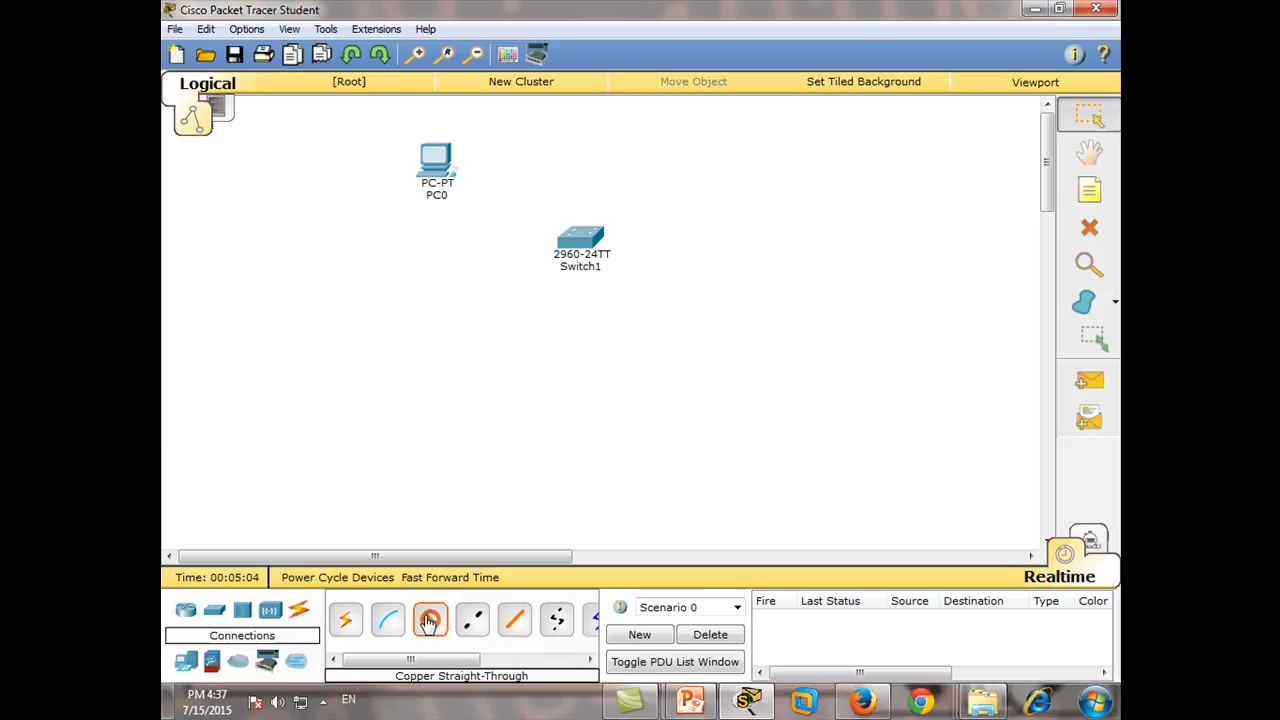 Cisco Packet Tracer Student
File Edit Options View Tools Extensions Help
Logical [Root] New Cluster Move Object Set Tiled Background Viewport
PC-PT
PC0
2960-24TT
Switch1
Realtime
Time: 00:05:04 Power Cycle Devices Fast Forward Time
Connections
Copper Straight-Through
Scenario 0
New Delete
Toggle PDU List Window
Fire Last Status Source Destination Type Color
PM 4:37
7/15/2015
EN